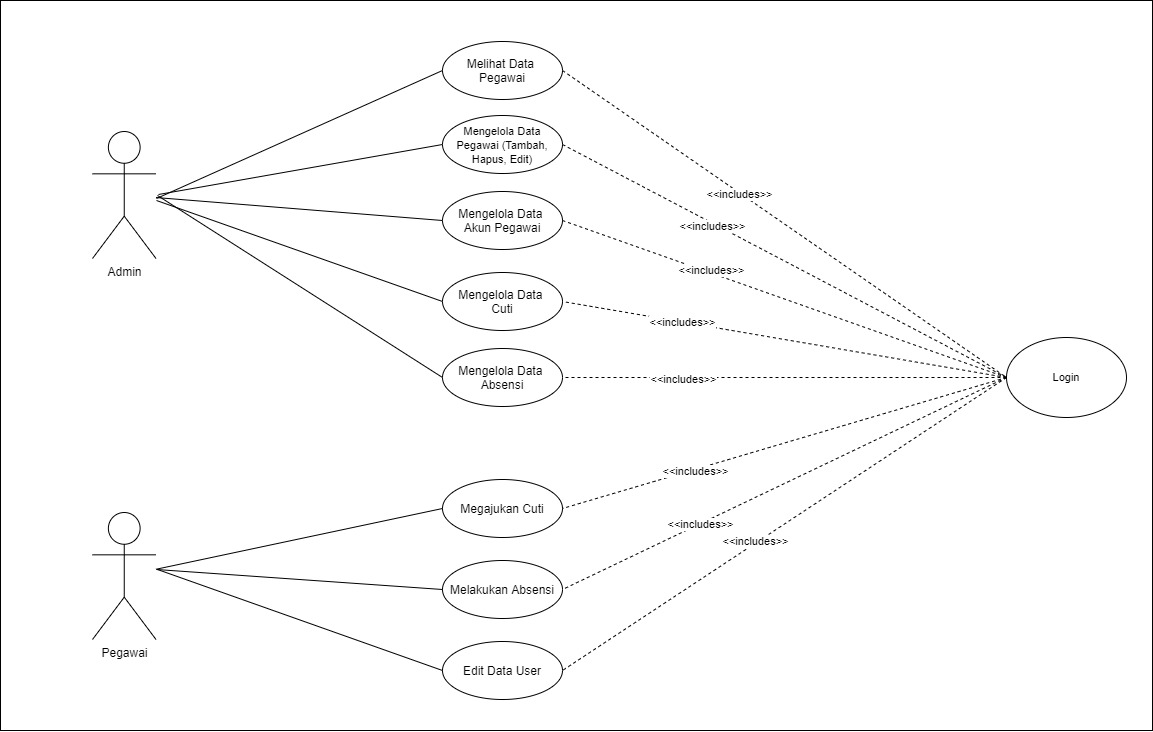 Melihat Data
Pegawai
Mengelola Data
Pegawai (Tambah,
Hapus, Edit)
<<includes>>
Mengelola Data
Akun Pegawai
<<includes>>
Admin
<<includes>>
Mengelola Data
Cuti
<<includes>>
Mengelola Data
Absensi
<<includes>>
Login
<<includes>>
Megajukan Cuti
<<includes>>
<<includes>>
Melakukan Absensi
Pegawai
Edit Data User